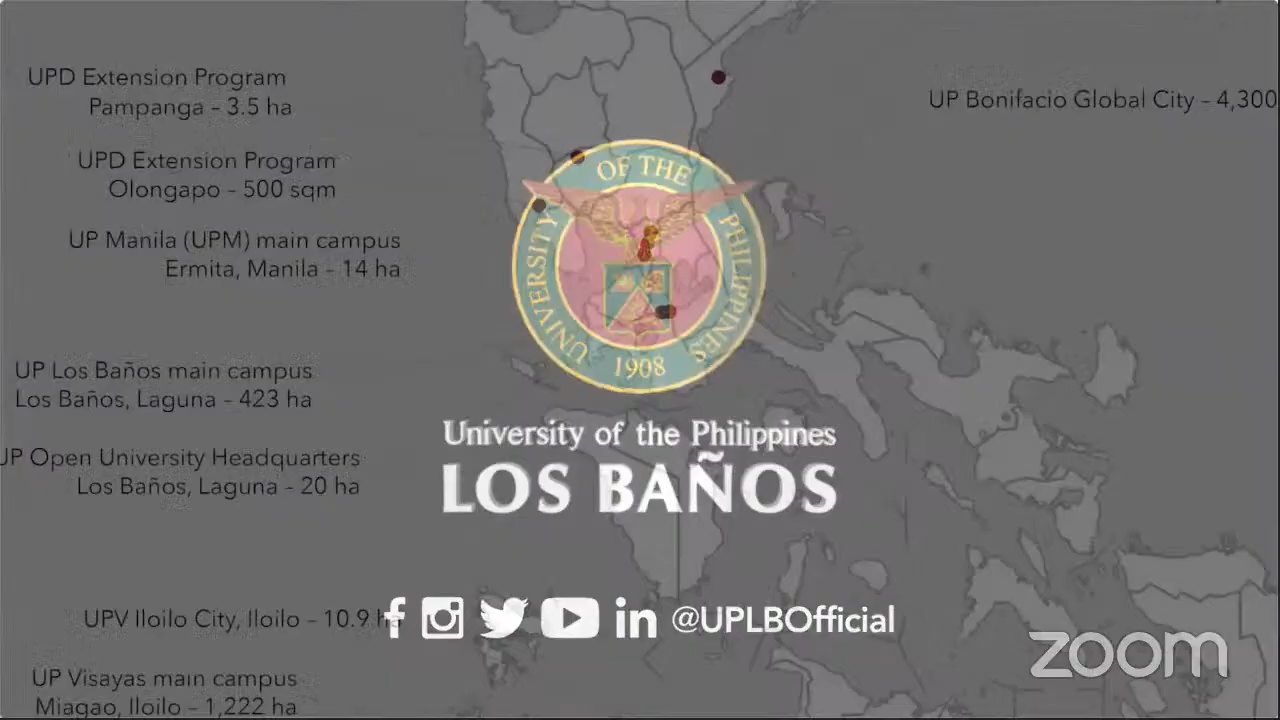 UPD Extension Program
Pampanga – 3.5 ha
UP Bonifacio Global City – 4,300
UPD Extension Program
Olongapo – 500 sqm
UP Manila (UPM) main campus
Ermita, Manila – 14 ha
UNIVERSITY OF THE PHILIPPINES
1908
UP Los Baños main campus
Los Baños, Laguna – 423 ha
UP Open University Headquarters
Los Baños, Laguna – 20 ha
University of the Philippines
LOS BAÑOS
UPV Iloilo City, Iloilo – 10.9 ha
@UPLBOfficial
zoom
UP Visayas main campus
Miagao, Iloilo – 1,222 ha